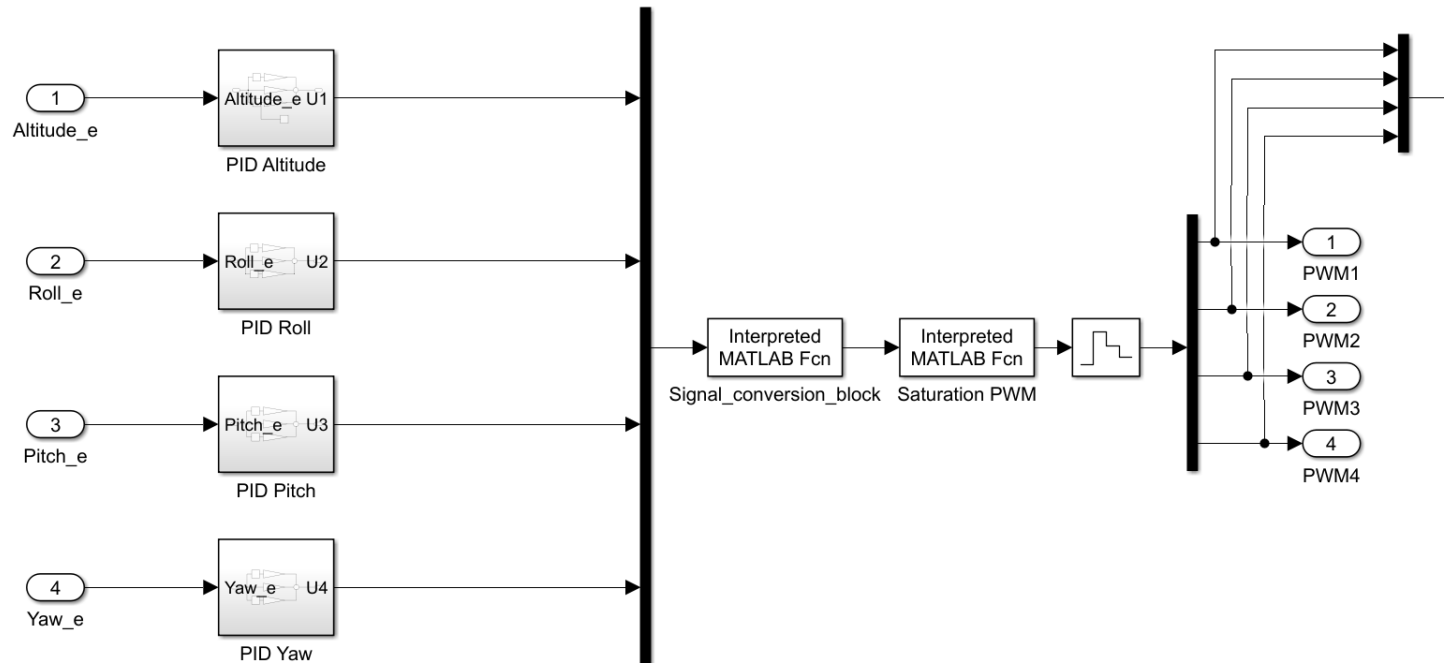 1
Altitude_e
Altitude_e U1
PID Altitude
2
Roll_e
Roll_e U2
PID Roll
3
Pitch_e
Pitch_e U3
PID Pitch
4
Yaw_e
Yaw_e U4
PID Yaw
Interpreted
MATLAB Fcn
Signal_conversion_block
Interpreted
MATLAB Fcn
Saturation PWM
1
PWM1
2
PWM2
3
PWM3
4
PWM4